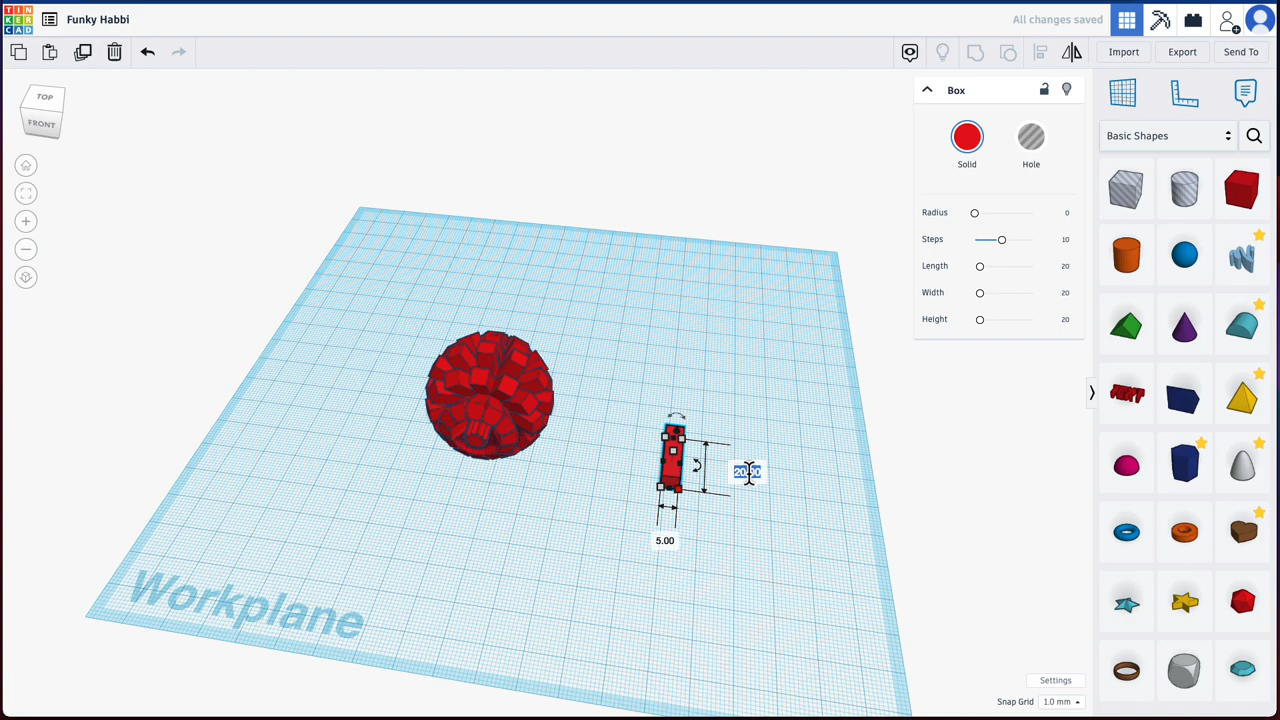 TIN
KER
CAD
Funky Habbi
All changes saved
Import
Export
Send To
TOP
FRONT
Box
Solid
Hole
Radius
0
Steps
10
Length
20
Width
20
Height
20
Basic Shapes
TEXT
5.00
Workplane
Settings
Snap Grid
1.0 mm